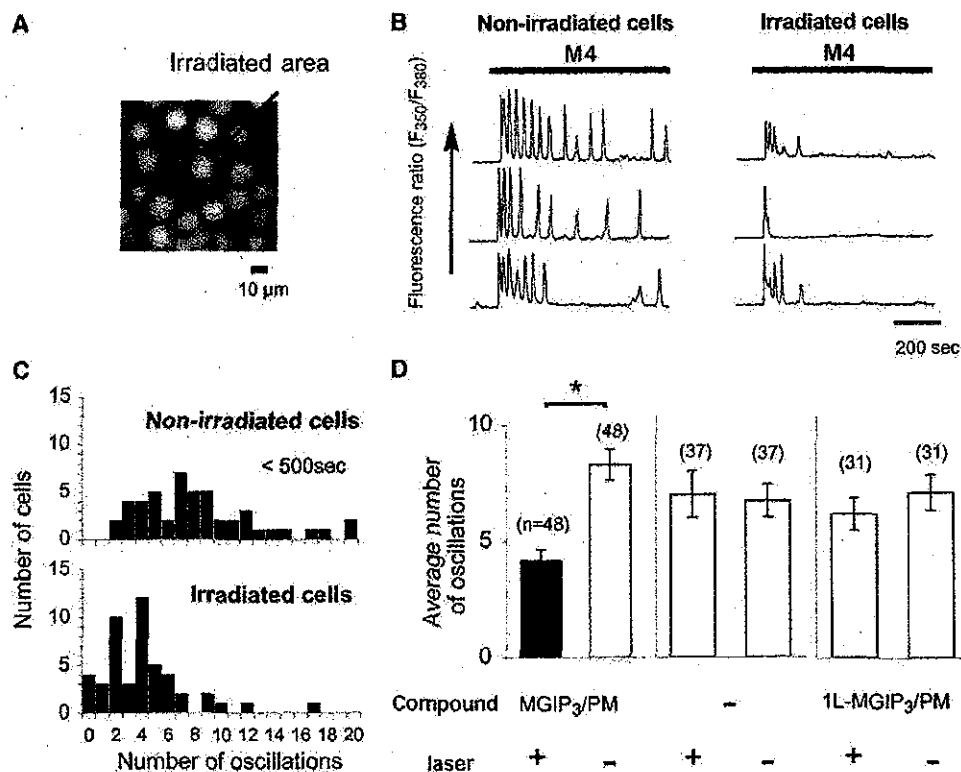 A
Irradiated area
10 µm
B
Non-irradiated cells
M4
Irradiated cells
M4
Fluorescence ratio (F350/F380)
200 sec
C
Number of cells
15
10
5
0
Non-irradiated cells
< 500sec
15
10
5
0
Irradiated cells
0 2 4 6 8 10 12 14 16 18 20
Number of oscillations
D
Average number of oscillations
10
5
0
*
(n=48)
(48)
(37)
(37)
(31)
(31)
Compound MGIP3/PM - 1L-MGIP3/PM
laser + - + - + -